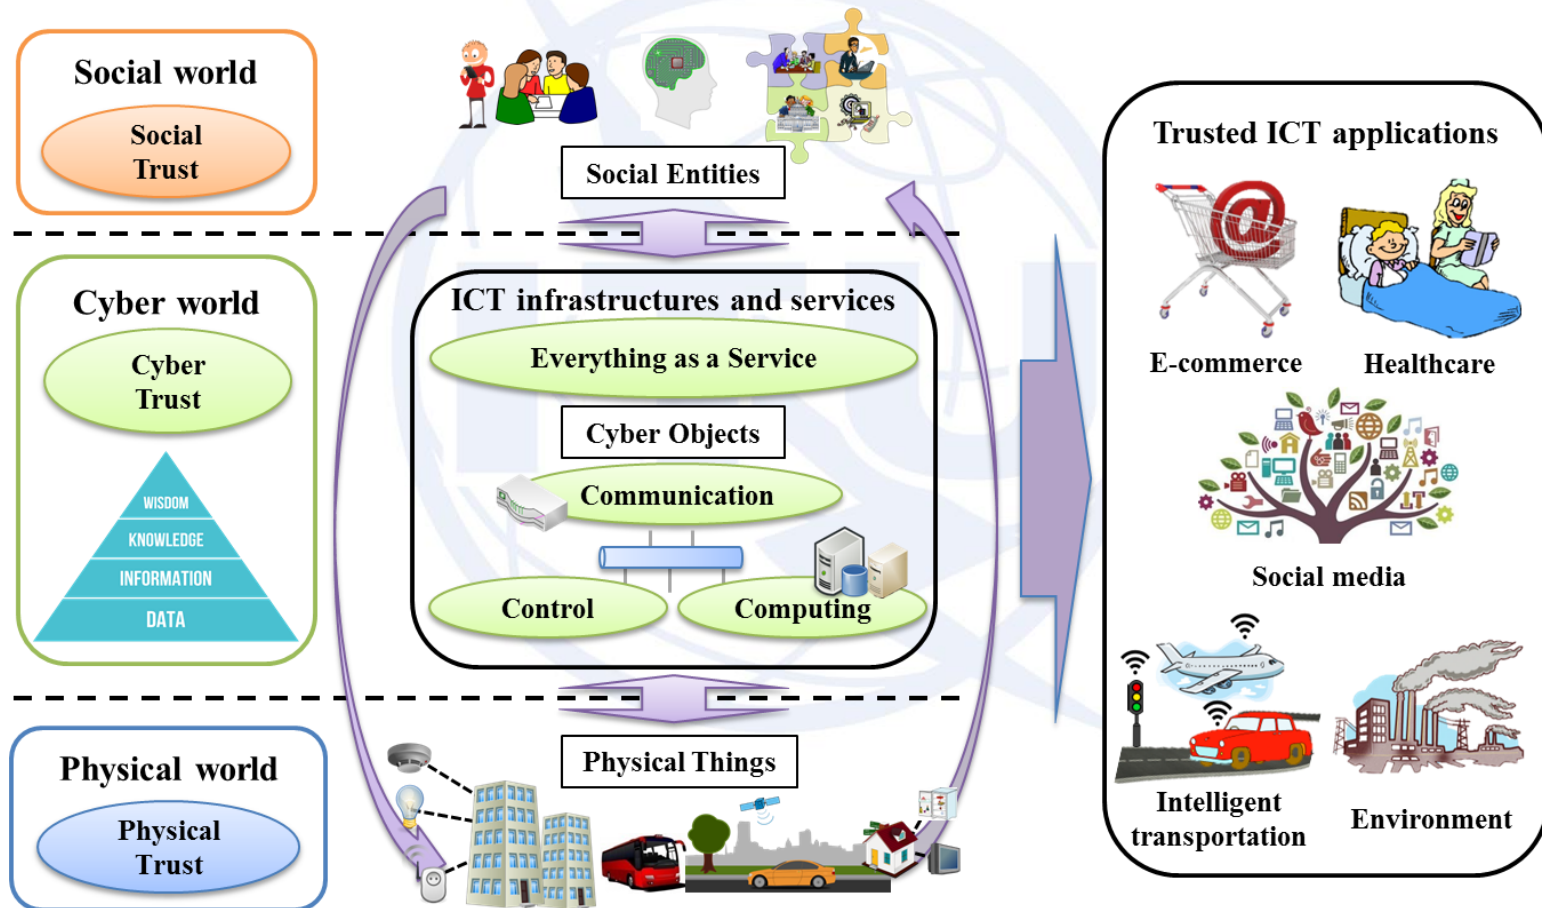 Social world
Social
Trust
Social Entities
Cyber world
Cyber
Trust
WISDOM
KNOWLEDGE
INFORMATION
DATA
ICT infrastructures and services
Everything as a Service
Cyber Objects
Communication
Control
Computing
Physical world
Physical
Trust
Physical Things
Trusted ICT applications
@
E-commerce
Healthcare
Social media
Intelligent
transportation
Environment
ITU